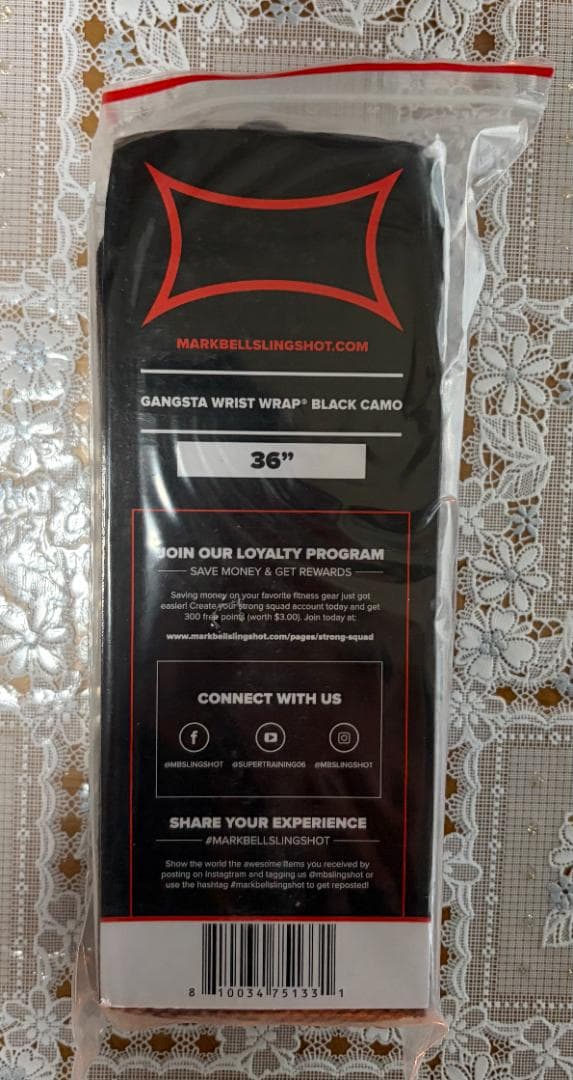 MARKBELLSLINGSHOT.COM
GANGSTA WRIST WRAP® BLACK CAMO
36”
JOIN OUR LOYALTY PROGRAM
SAVE MONEY & GET REWARDS
Saving money on your favorite fitness gear just got
easier! Create your strong squad account today and get
300 free points (worth $3.00). Join today at:
www.markbellslingshot.com/pages/strong-squad
CONNECT WITH US
@MBSLINGSHOT @SUPERTRAINING06 @MBSLINGSHOT
SHARE YOUR EXPERIENCE
#MARKBELLSLINGSHOT
Show the world the awesome items you received by
posting on Instagtram and tagging us @mbslingshot or
use the hashtag #markbellslingshot to get reposted!
8 10034 75133 1